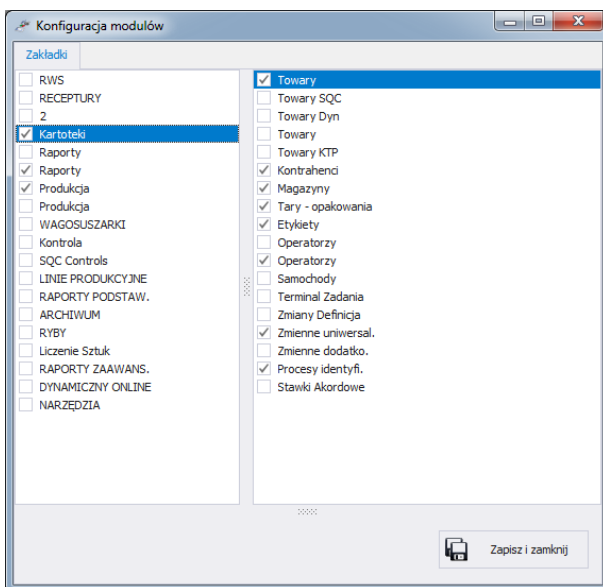 Konfiguracja modułów
Zakładki
RWS
RECEPTURY
2
Kartoteki
Raporty
Raporty
Produkcja
Produkcja
WAGOSUSZARKI
Kontrola
SQC Controls
LINIE PRODUKCYJNE
RAPORTY PODSTAW.
ARCHIWUM
RYBY
Liczenie Sztuk
RAPORTY ZAAWANS.
DYNAMICZNY ONLINE
NARZĘDZIA
Towary
Towary SQC
Towary Dyn
Towary
Towary KTP
Kontrahenci
Magazyny
Tary - opakowania
Etykiety
Operatorzy
Operatorzy
Samochody
Terminal Zadania
Zmiany Definicja
Zmienne uniwersal.
Zmienne dodatko.
Procesy identyfi.
Stawki Akordowe
Zapisz i zamknij